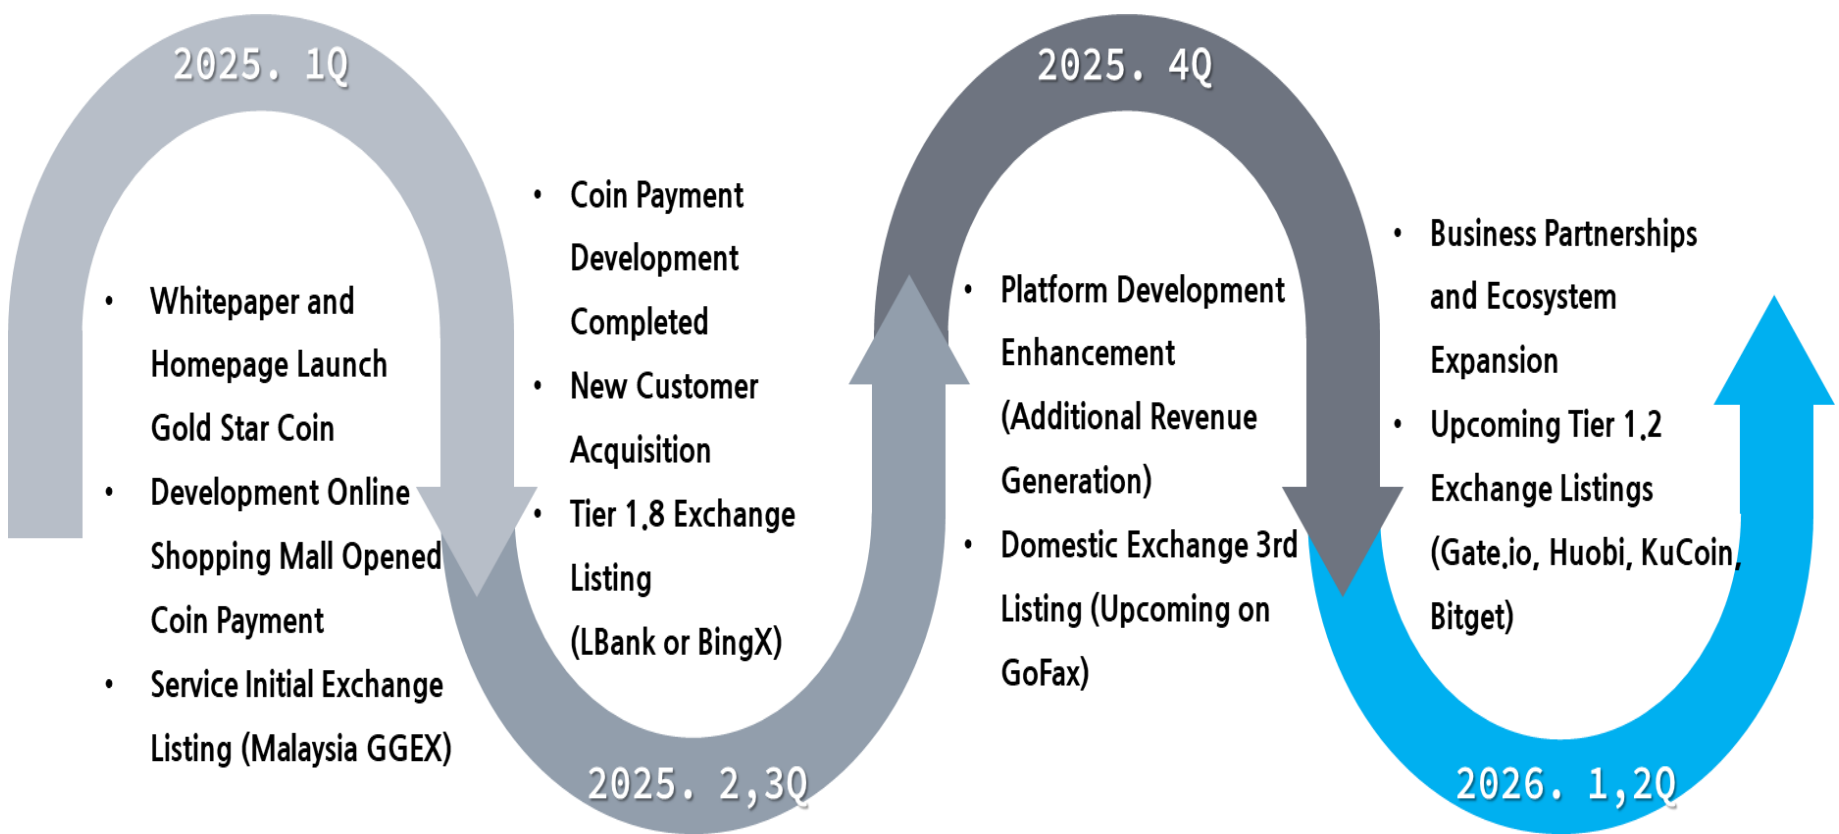 2025. 1Q
• Whitepaper and
Homepage Launch
Gold Star Coin
• Development Online
Shopping Mall Opened
Coin Payment
• Service Initial Exchange
Listing (Malaysia GGEX)
• Coin Payment
Development
Completed
• New Customer
Acquisition
• Tier 1.8 Exchange
Listing
(LBank or BingX)
2025. 2,3Q
2025. 4Q
• Platform Development
Enhancement
(Additional Revenue
Generation)
• Domestic Exchange 3rd
Listing (Upcoming on
GoFax)
• Business Partnerships
and Ecosystem
Expansion
• Upcoming Tier 1.2
Exchange Listings
(Gate.io, Huobi, KuCoin,
Bitget)
2026. 1,2Q